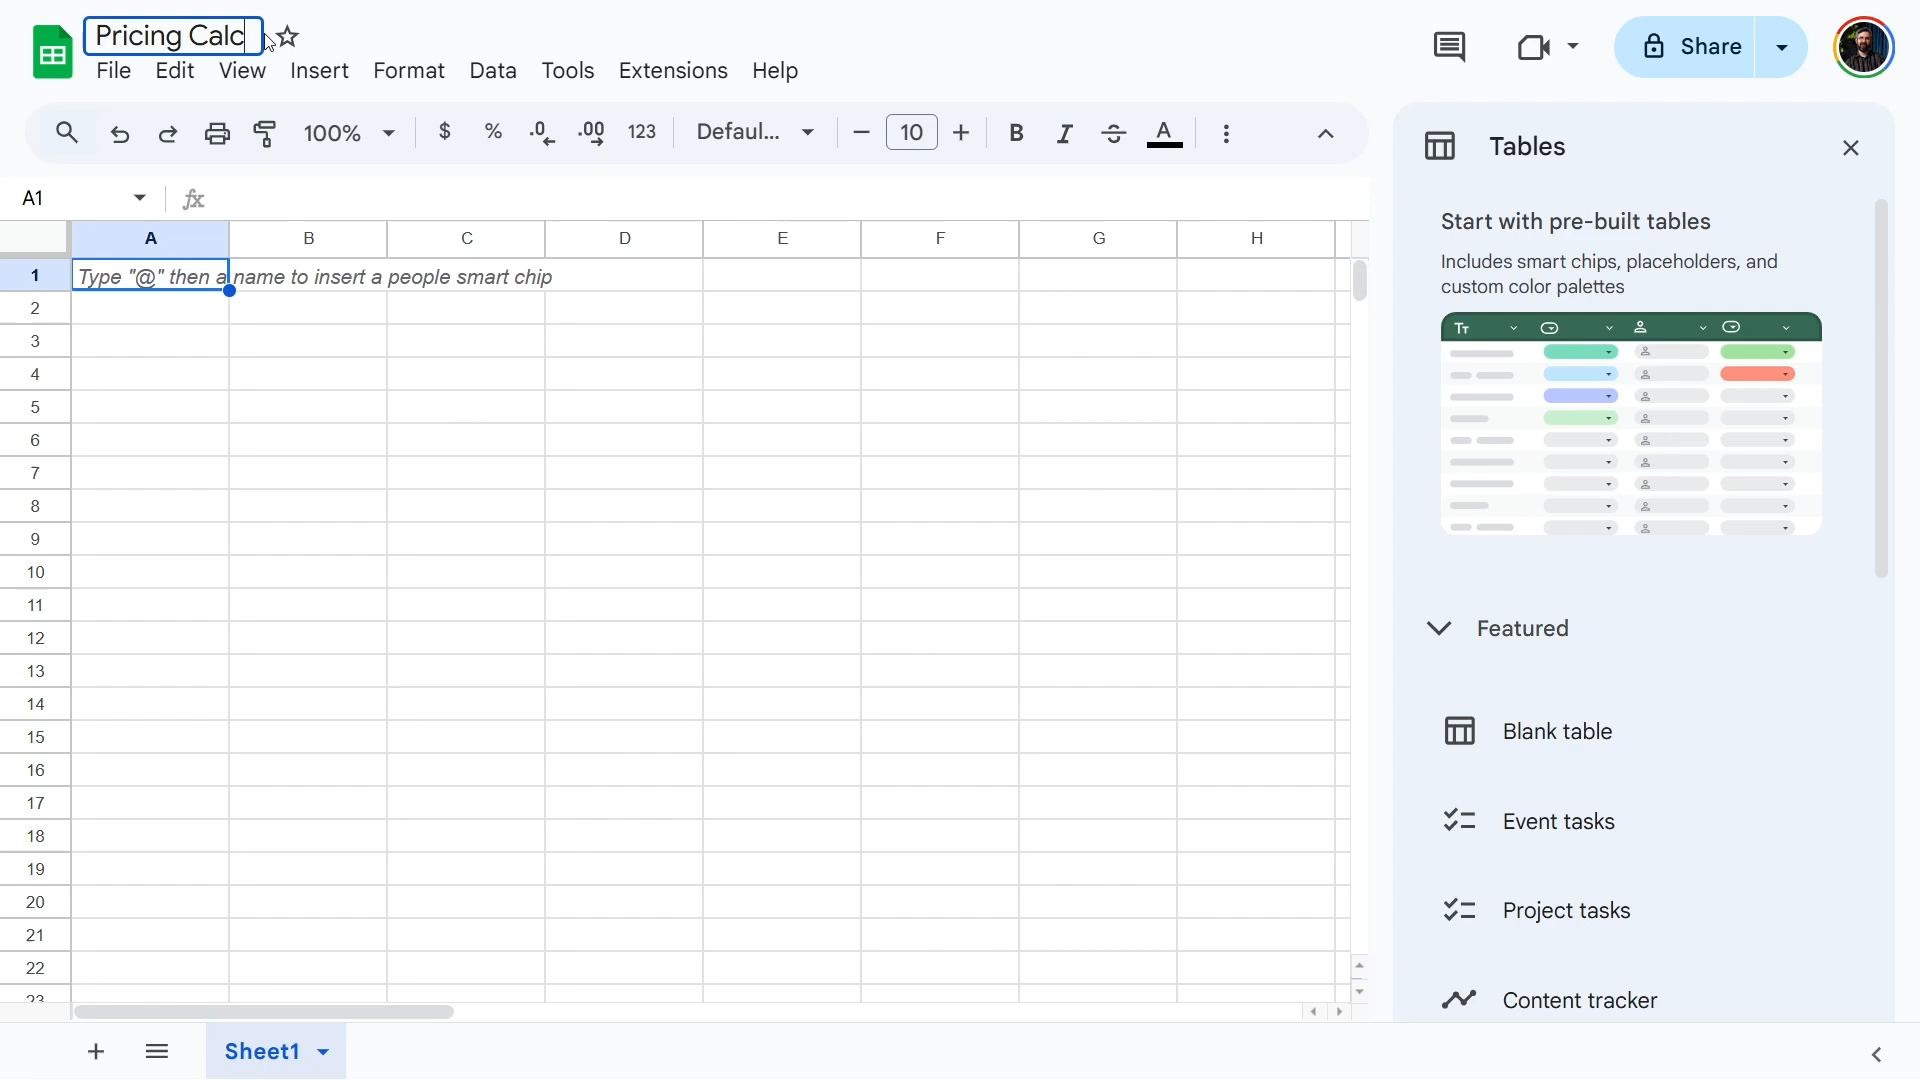 Pricing Calc
File Edit View Insert Format Data Tools Extensions Help
Share
100% $ % .0 .00 123 Defaul... 10 B I S A
Tables
A1 fx
Start with pre-built tables
Includes smart chips, placeholders, and
custom color palettes
A B C D E F G H
1 Type "@" then a name to insert a people smart chip
2
3
4
5
6
7
8
9
10
11
12
13
14
15
16
17
18
19
20
21
22
23
Tт
Featured
Blank table
Event tasks
Project tasks
Content tracker
Sheet1